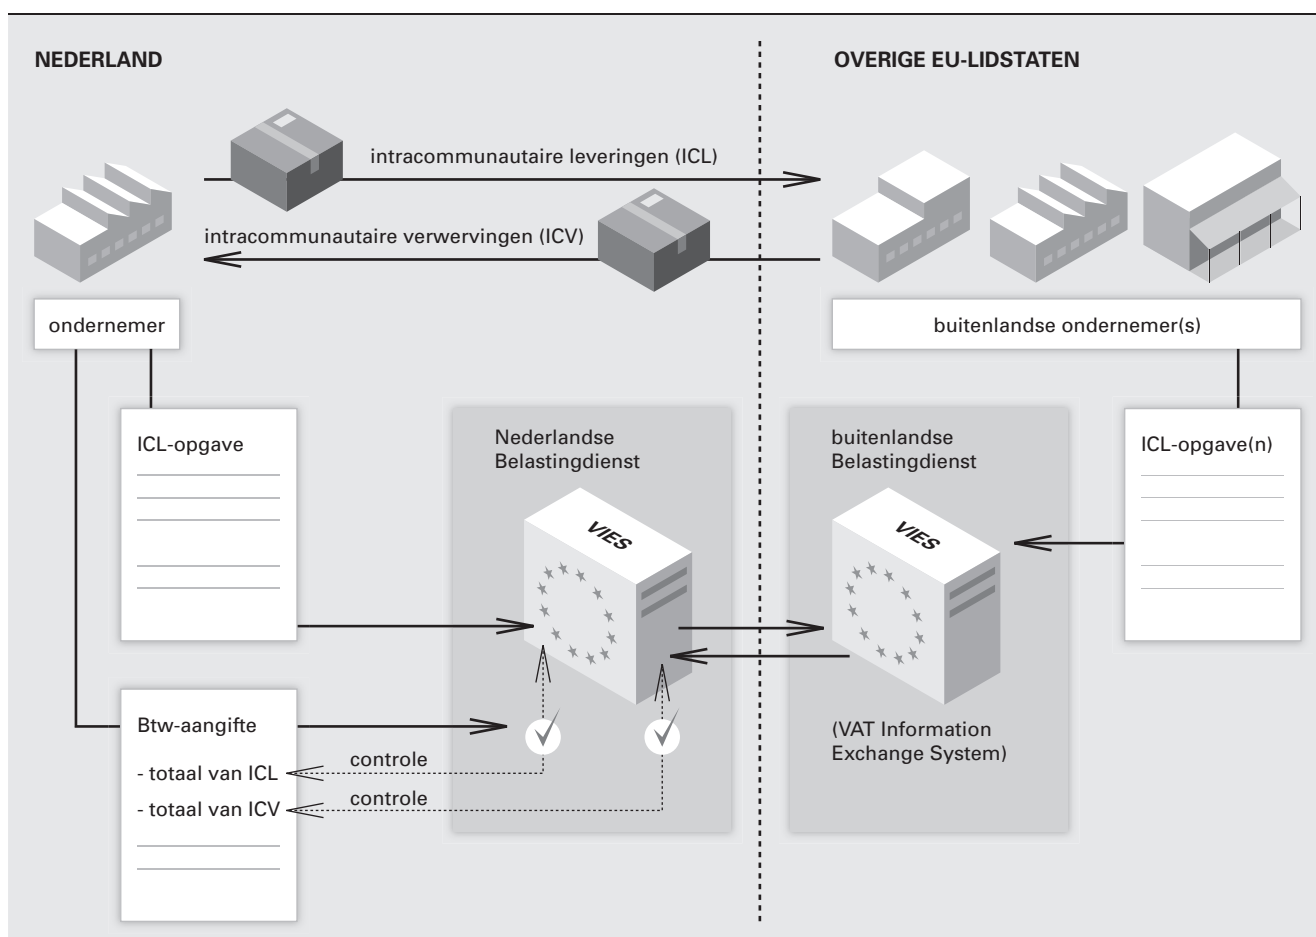 NEDERLAND
OVERIGE EU-LIDSTATEN
intracommunautaire leveringen (ICL)
intracommunautaire verwervingen (ICV)
ondernemer
buitenlandse ondernemer(s)
ICL-opgave
Nederlandse
Belastingdienst
buitenlandse
Belastingdienst
ICL-opgave(n)
VIES
VIES
Btw-aangifte
- totaal van ICL
- totaal van ICV
controle
controle
(VAT Information
Exchange System)